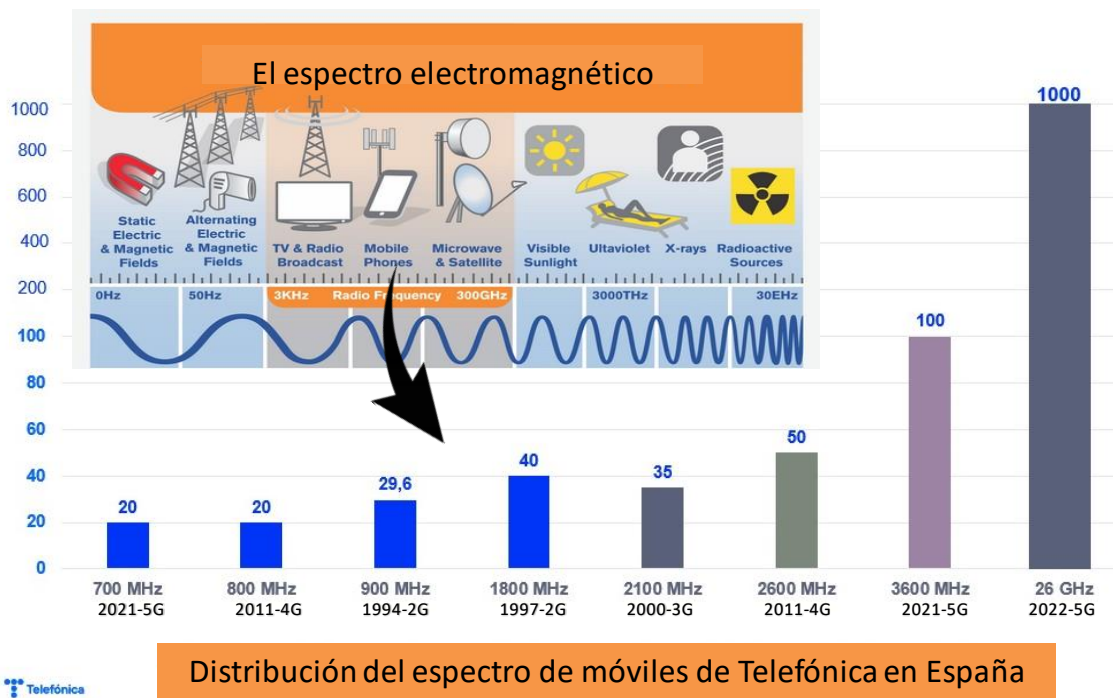 El espectro electromagnético
1000
800
600
400
200
100
80
60
40
20
0
Static
Electric
& Magnetic
Fields
Alternating
Electric
& Magnetic
Fields
TV & Radio
Broadcast
Mobile
Phones
Microwave
& Satellite
Visible
Sunlight
Ultaviolet
X-rays
Radioactive
Sources
0Hz
50Hz
3KHz
Radio Frequency
300GHz
3000THz
30EHz
20
20
29,6
40
35
50
100
1000
700 MHz
2021-5G
800 MHz
2011-4G
900 MHz
1994-2G
1800 MHz
1997-2G
2100 MHz
2000-3G
2600 MHz
2011-4G
3600 MHz
2021-5G
26 GHz
2022-5G
Distribución del espectro de móviles de Telefónica en España
Telefónica